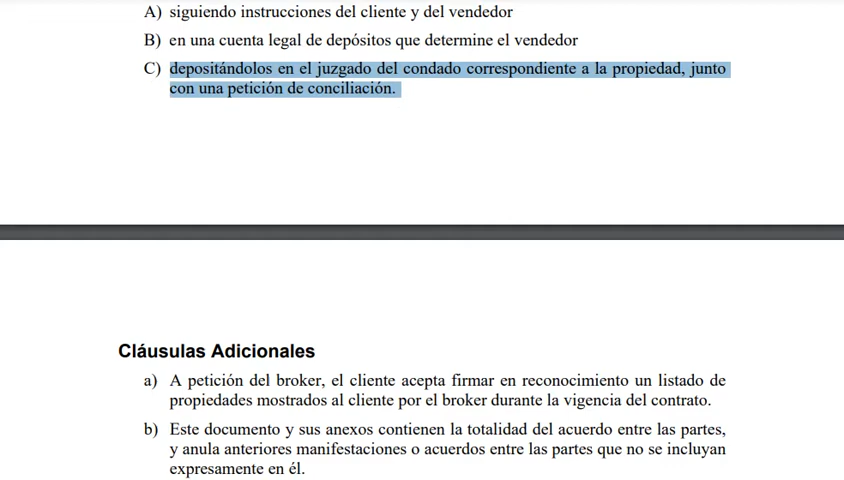 A) siguiendo instrucciones del cliente y del vendedor
B) en una cuenta legal de depósitos que determine el vendedor
C) depositándolos en el juzgado del condado correspondiente a la propiedad, junto
con una petición de conciliación.
Cláusulas Adicionales
a) A petición del broker, el cliente acepta firmar en reconocimiento un listado de
propiedades mostrados al cliente por el broker durante la vigencia del contrato.
b) Este documento y sus anexos contienen la totalidad del acuerdo entre las partes,
y anula anteriores manifestaciones o acuerdos entre las partes que no se incluyan
expresamente en él.